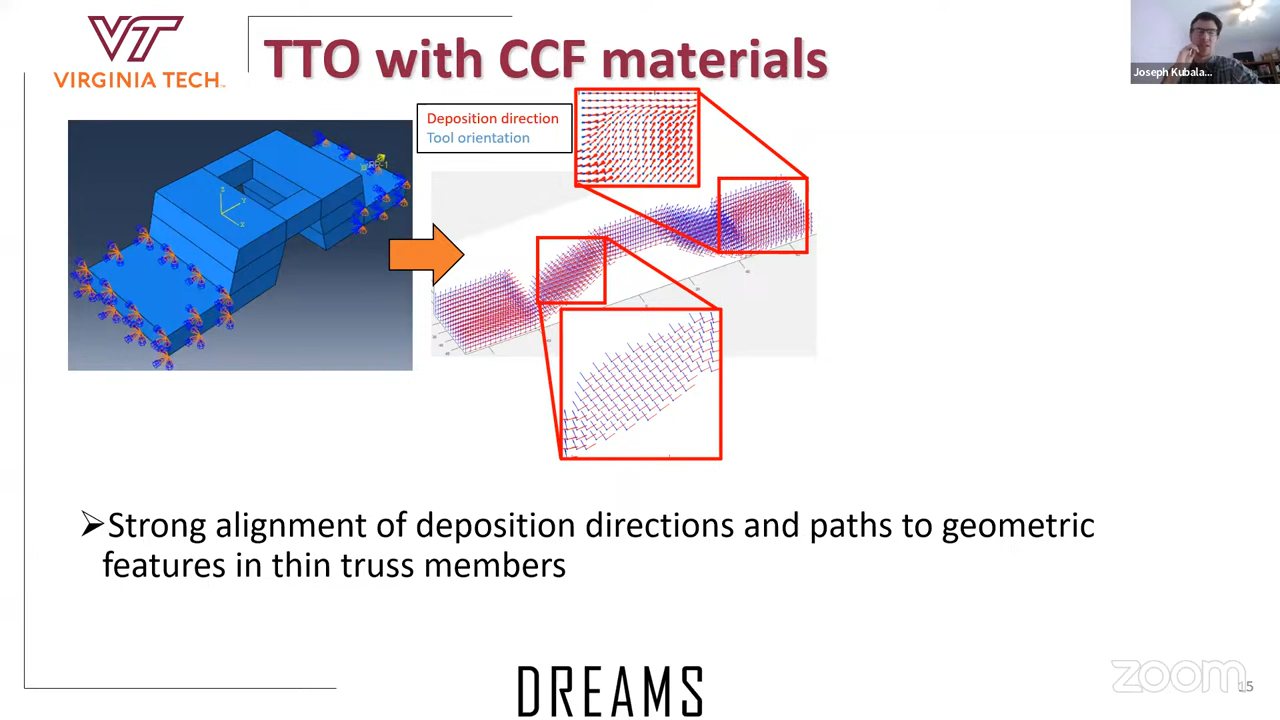 VIRGINIA TECH
TTO with CCF materials
Joseph Kubala...
Deposition direction
Tool orientation
➢Strong alignment of deposition directions and paths to geometric
features in thin truss members
DREAMS
zoom
15